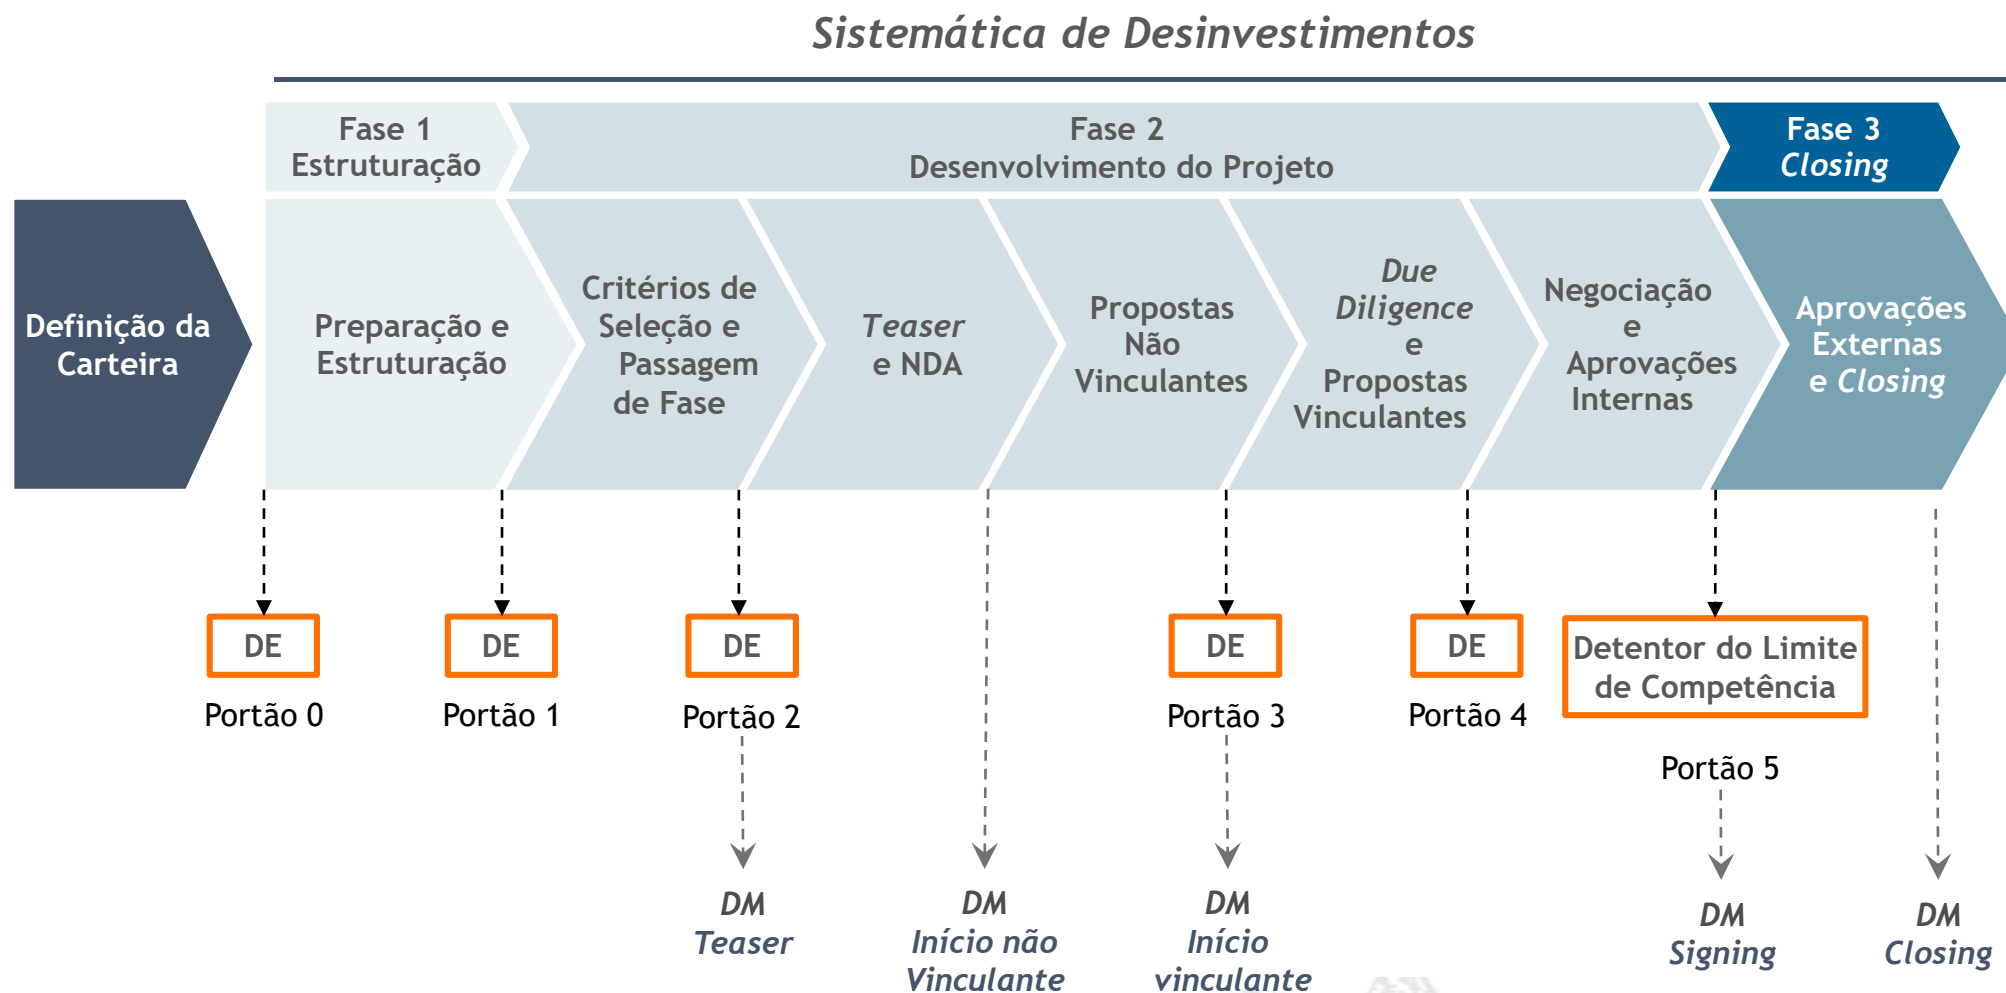 Sistemática de Desinvestimentos
Fase 1
Estruturação
Fase 2
Desenvolvimento do Projeto
Fase 3
Closing
Definição da
Carteira
Preparação e
Estruturação
Critérios de
Seleção e
Passagem
de Fase
Teaser
e NDA
Propostas
Não
Vinculantes
Due
Diligence
e
Propostas
Vinculantes
Negociação
e
Aprovações
Internas
Aprovações
Externas
e Closing
DE
Portão 0
DE
Portão 1
DE
Portão 2
DE
Portão 3
DE
Portão 4
Detentor do Limite
de Competência
Portão 5
DM
Teaser
DM
Início não
Vinculante
DM
Início
vinculante
DM
Signing
DM
Closing